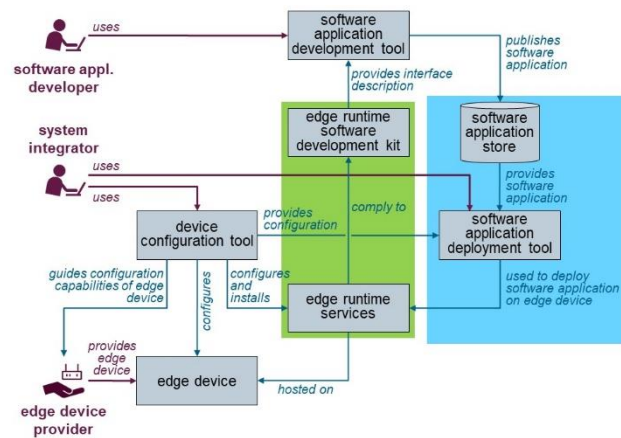 uses
software application
development tool
publishes
software
application
software appl.
developer
provides interface
description
edge runtime
software
development kit
software
application
store
system
integrator
uses
uses
provides
software
application
device
configuration tool
provides
configuration
comply to
software
application
deployment tool
guides configuration
capabilities of edge
device
configures
configures
and
installs
edge runtime
services
used to deploy
software application
on edge device
provides
edge
device
edge device
hosted on
edge device
provider